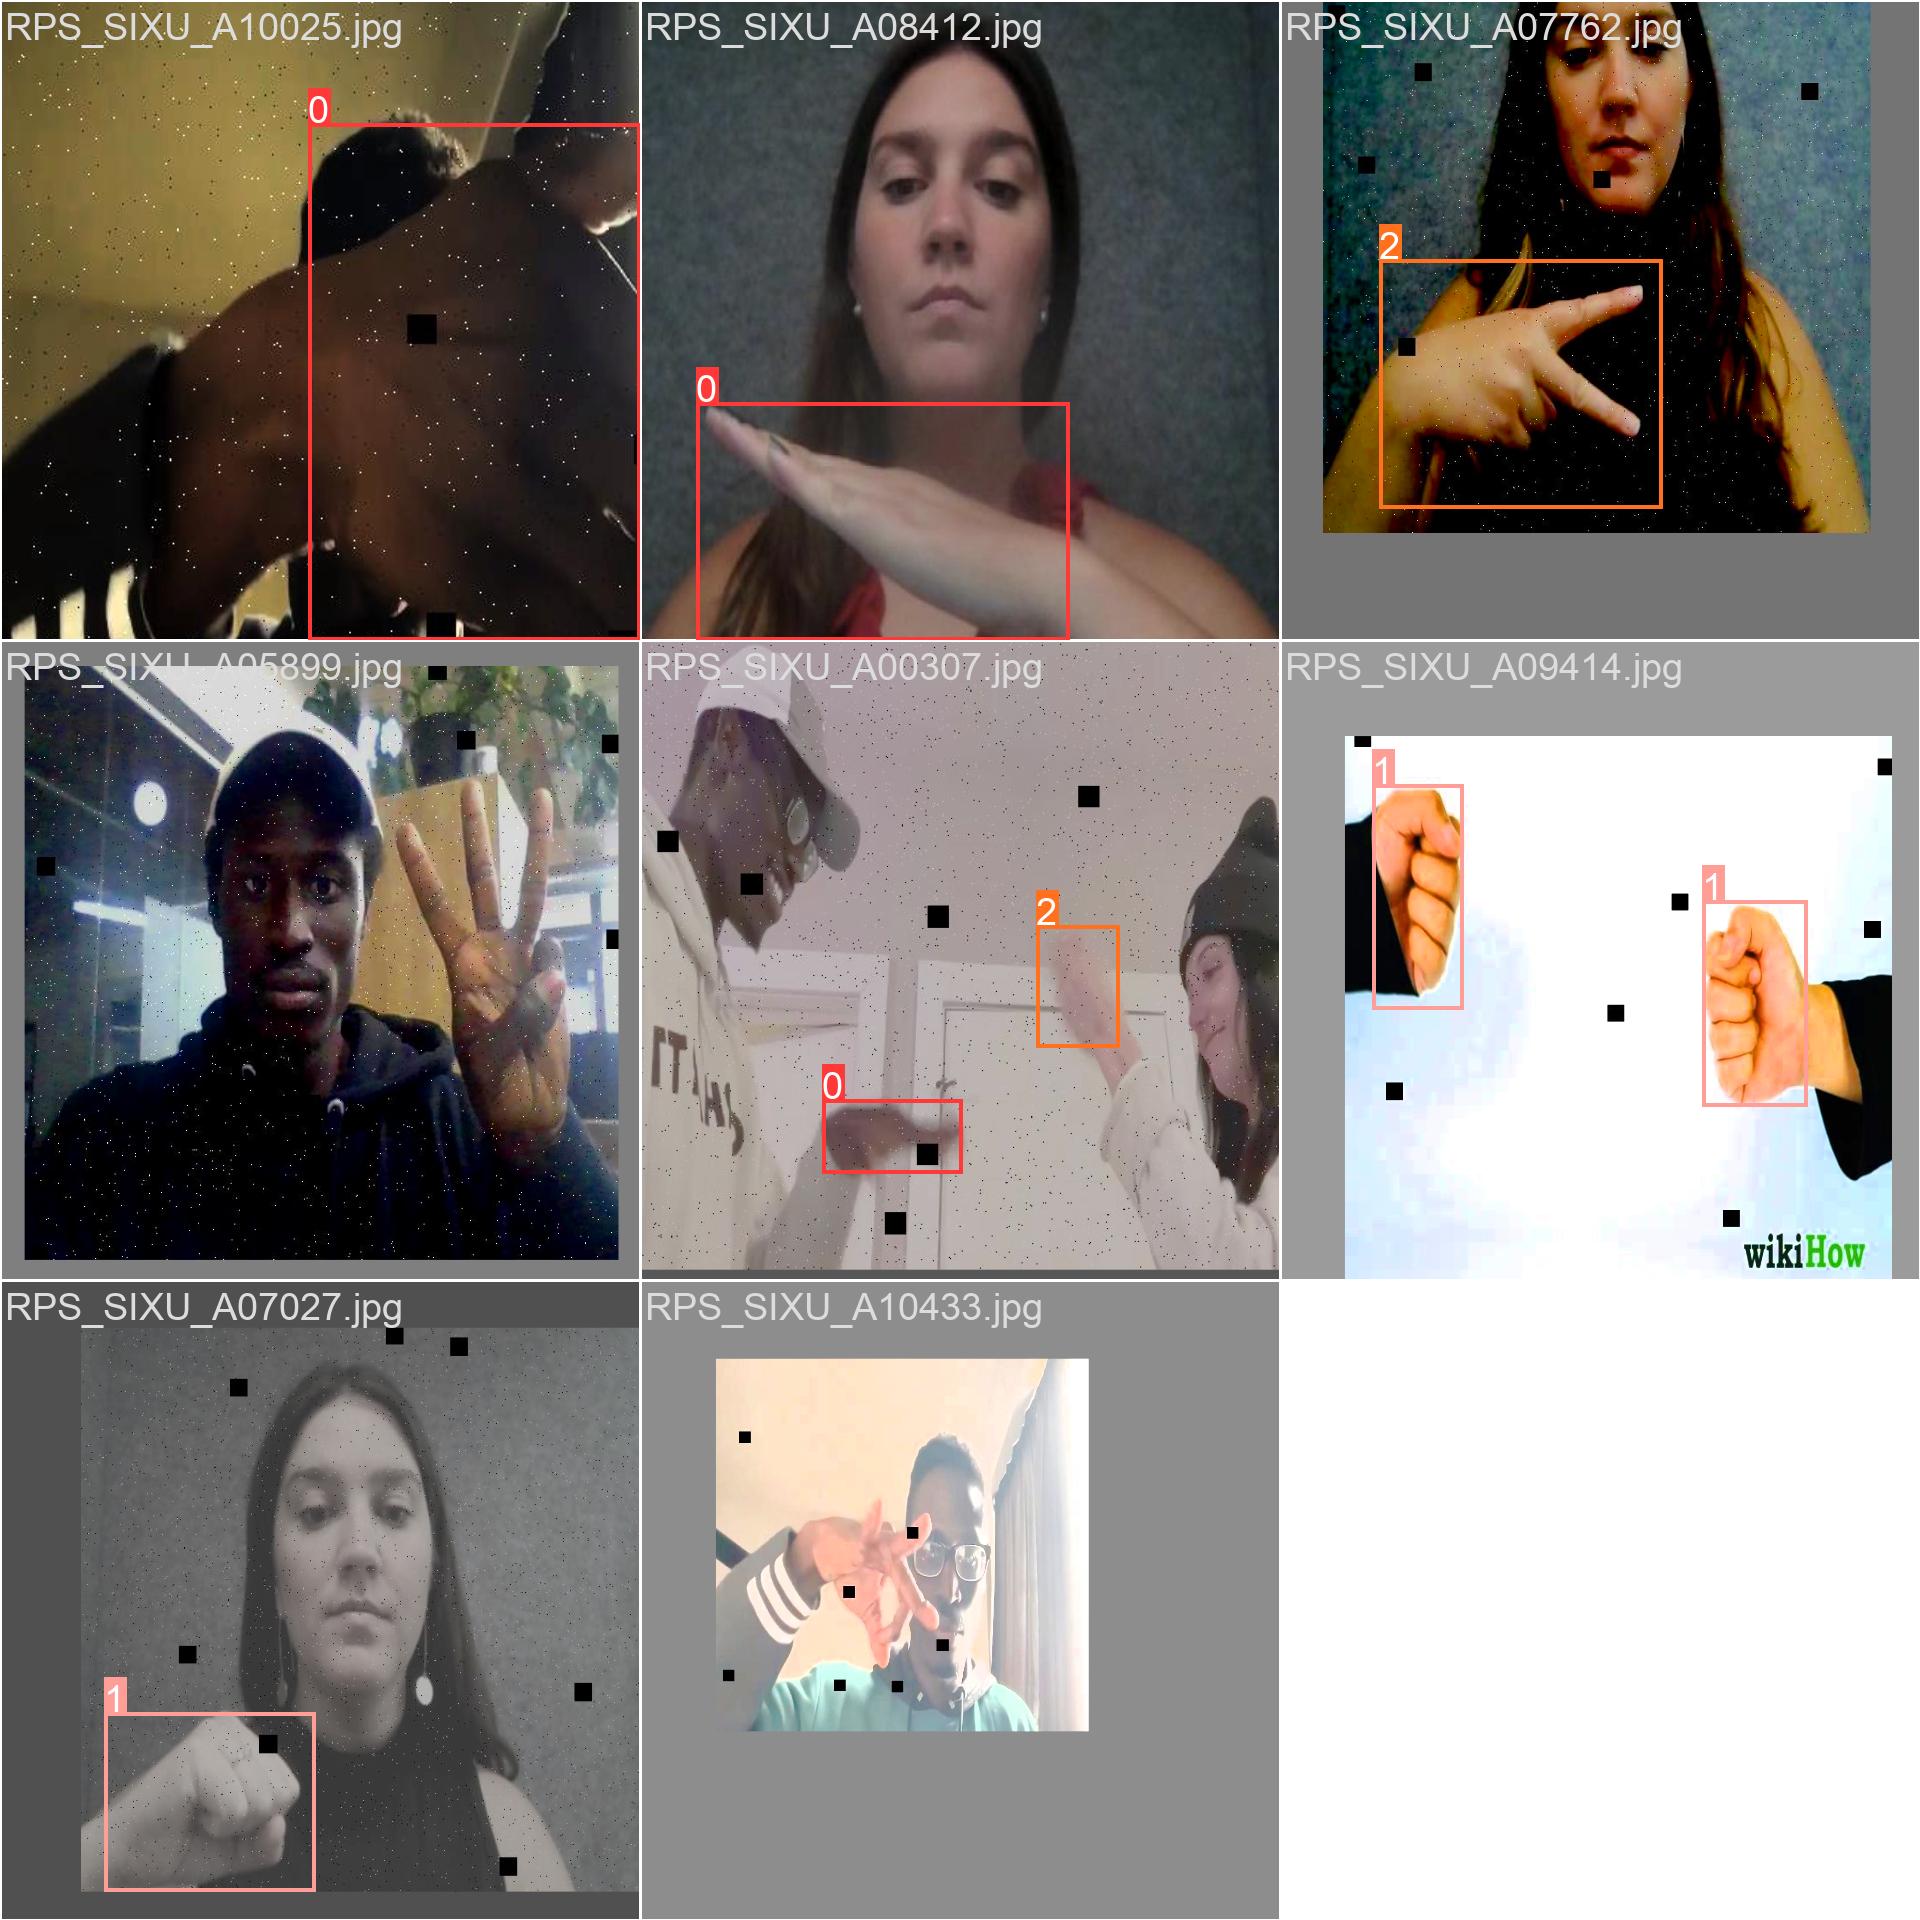 RPS_SIXU_A10025.jpg
RPS_SIXU_A08412.jpg
RPS_SIXU_A07762.jpg
0
0
2
RPS_SIXU_A05899.jpg
RPS_SIXU_A00307.jpg
RPS_SIXU_A09414.jpg
1
1
2
0
wikiHow
RPS_SIXU_A07027.jpg
RPS_SIXU_A10433.jpg
1